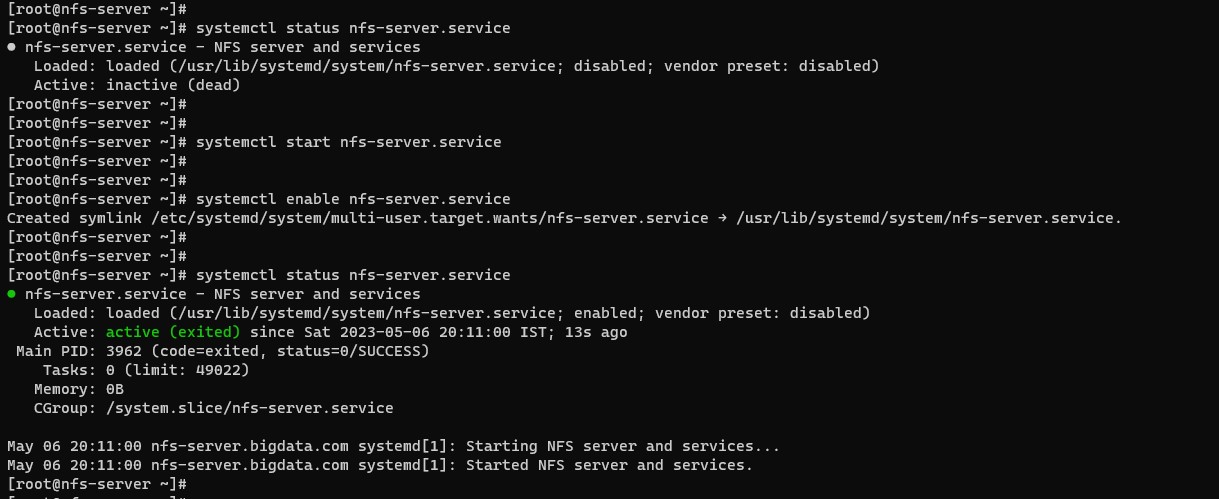 [root@nfs-server ~]#
[root@nfs-server ~]# systemctl status nfs-server.service
● nfs-server.service - NFS server and services
   Loaded: loaded (/usr/lib/systemd/system/nfs-server.service; disabled; vendor preset: disabled)
   Active: inactive (dead)
[root@nfs-server ~]#
[root@nfs-server ~]#
[root@nfs-server ~]# systemctl start nfs-server.service
[root@nfs-server ~]#
[root@nfs-server ~]#
[root@nfs-server ~]# systemctl enable nfs-server.service
Created symlink /etc/systemd/system/multi-user.target.wants/nfs-server.service → /usr/lib/systemd/system/nfs-server.service.
[root@nfs-server ~]#
[root@nfs-server ~]#
[root@nfs-server ~]# systemctl status nfs-server.service
● nfs-server.service - NFS server and services
   Loaded: loaded (/usr/lib/systemd/system/nfs-server.service; enabled; vendor preset: disabled)
   Active: active (exited) since Sat 2023-05-06 20:11:00 IST; 13s ago
 Main PID: 3962 (code=exited, status=0/SUCCESS)
    Tasks: 0 (limit: 49022)
   Memory: 0B
   CGroup: /system.slice/nfs-server.service

May 06 20:11:00 nfs-server.bigdata.com systemd[1]: Starting NFS server and services...
May 06 20:11:00 nfs-server.bigdata.com systemd[1]: Started NFS server and services.
[root@nfs-server ~]#